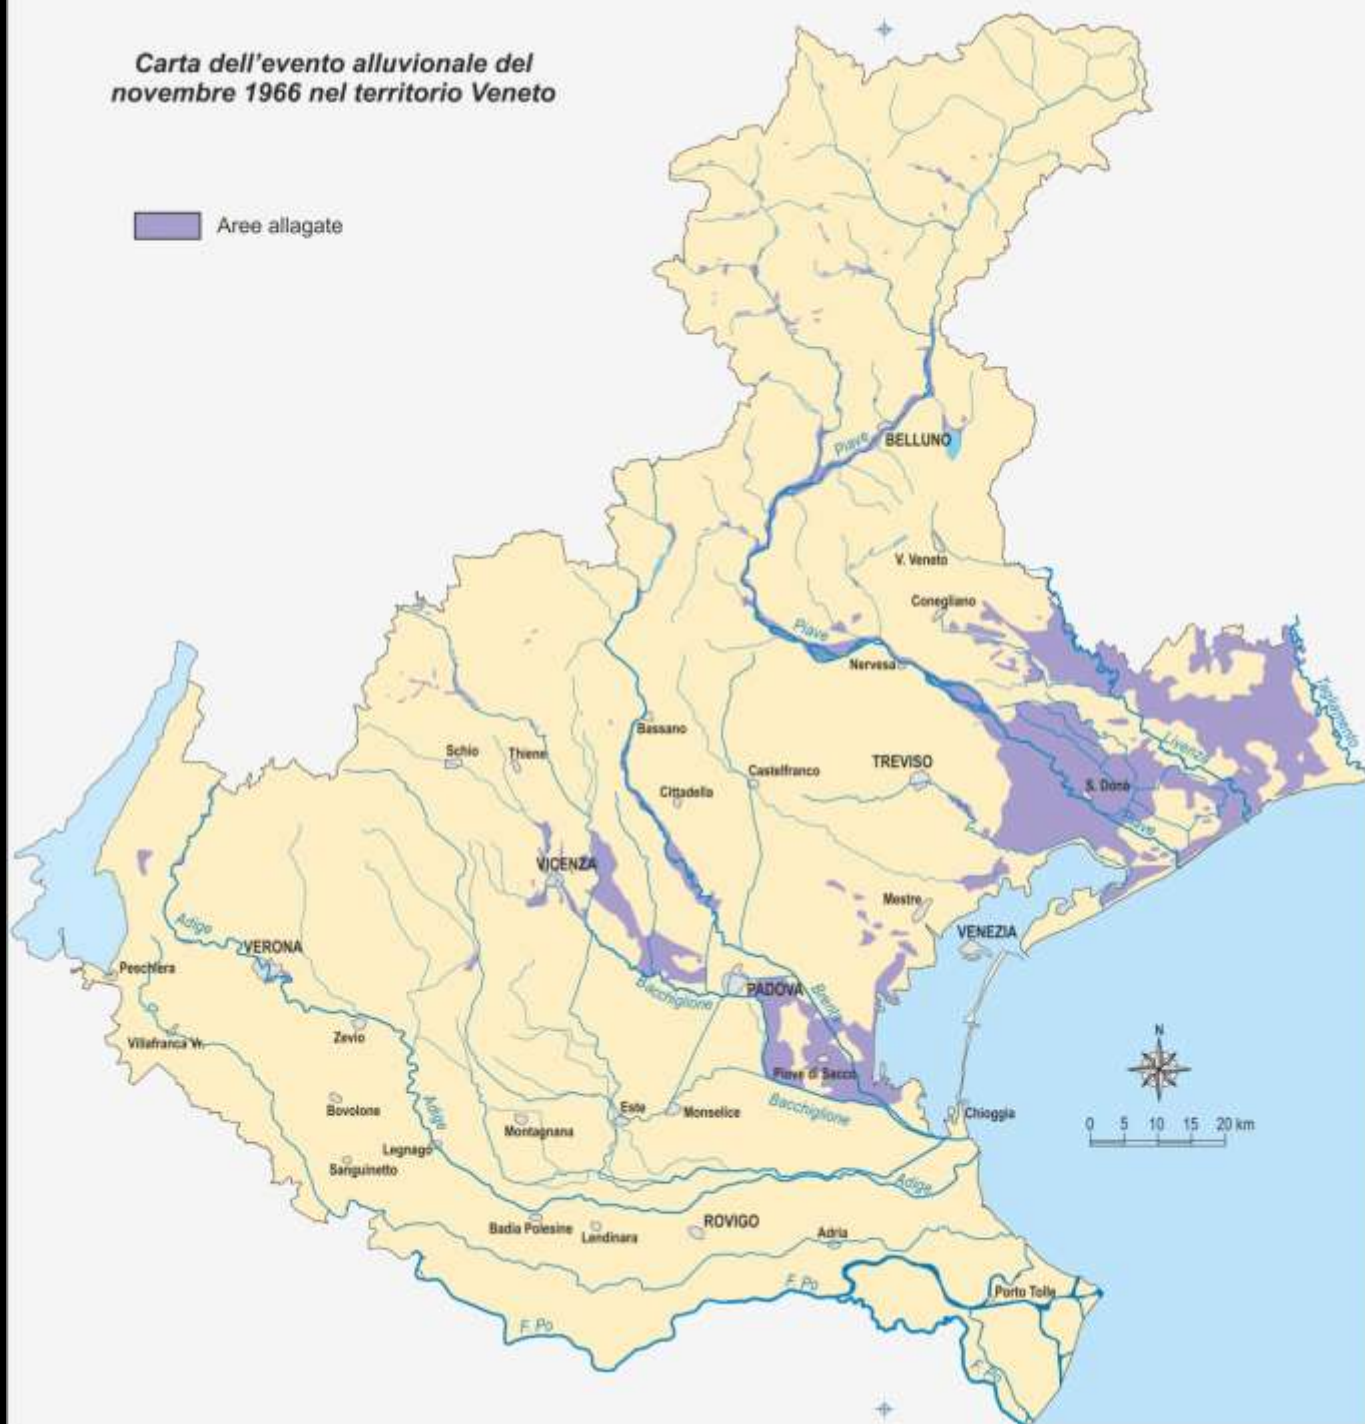 Carta dell'evento alluvionale del
novembre 1966 nel territorio Veneto
Aree allagate
Piave
BELLUNO
V. Veneto
Conegliano
Piave
Nervesa
Tagliamento
Bassano
Livenza
Schio
Thiene
Castelfranco
TREVISO
Cittadella
S. Donà
Piave
VICENZA
Mestre
Adige
VERONA
VENEZIA
Peschiera
Bacchiglione
PADOVA
Brenta
Zevio
Villafranca Vr.
N
Piove di Sacco
Bovolone
Adige
Este
Monselice
Bacchiglione
Chioggia
0 5 10 15 20 km
Montagnana
Legnago
Sanguinetto
Adige
Badia Polesine
Lendinara
ROVIGO
Adria
F. Po
Porto Tolle
F. Po
F. Po